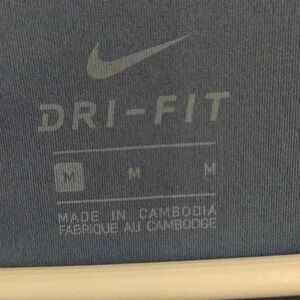 DRI-FIT
M M M
MADE IN CAMBODIA
FABRIQUE AU CAMBODGE